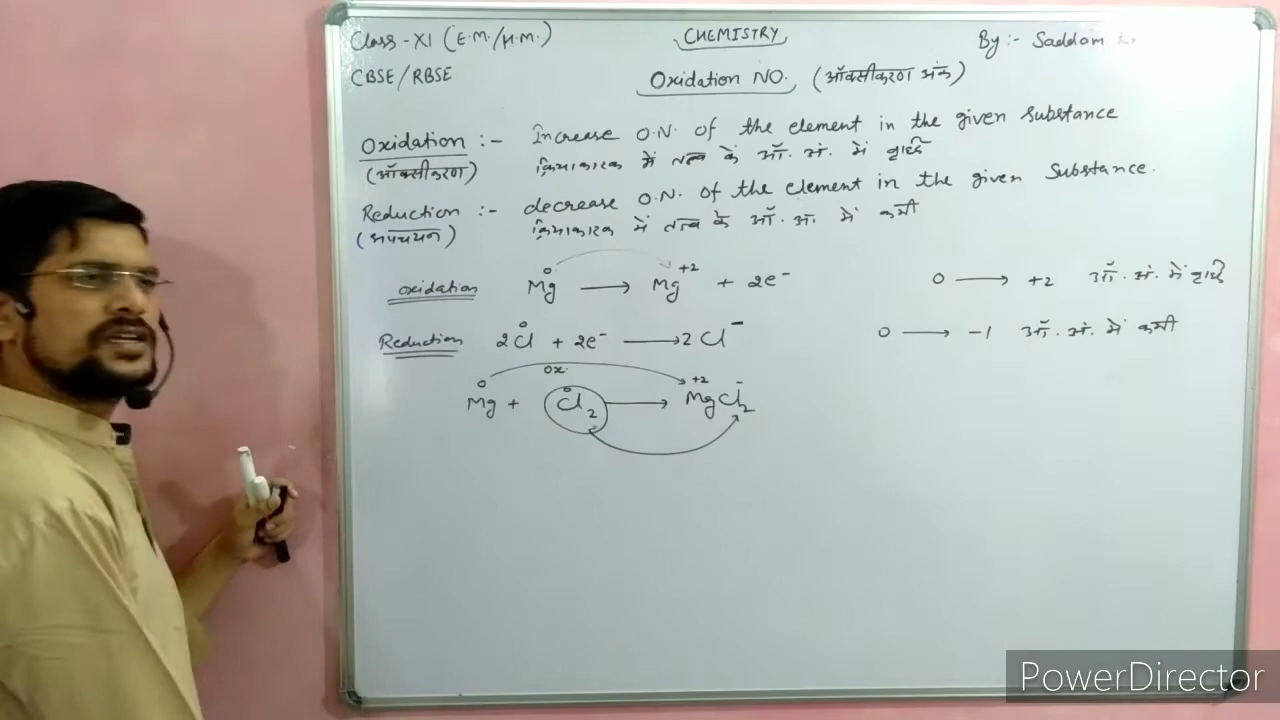 Class-XI (E.M./H.M.)
CHEMISTRY
By:- Saddam
CBSE/RBSE
Oxidation NO. (ऑक्सीकरण अंक)
Oxidation :- Increase O.N. of the element in the given substance
(ऑक्सीकरण) क्रियाकारक में तत्व के ऑ. अं. में वृद्धि
Reduction :- decrease O.N. of the element in the given Substance.
(अपचयन) क्रियाकारक में तत्व के ऑ. अं. में कमी
oxidation Mg⁰ ⟶ Mg⁺² + 2e⁻ 0 ⟶ +2 ऑ. अं. में वृद्धि
Reduction 2Cl⁰ + 2e⁻ ⟶ 2Cl⁻ 0 ⟶ -1 ऑ. अं. में कमी
ox.
Mg⁰ + Cl₂⁰ ⟶ Mg⁺²Cl₂⁻
PowerDirector